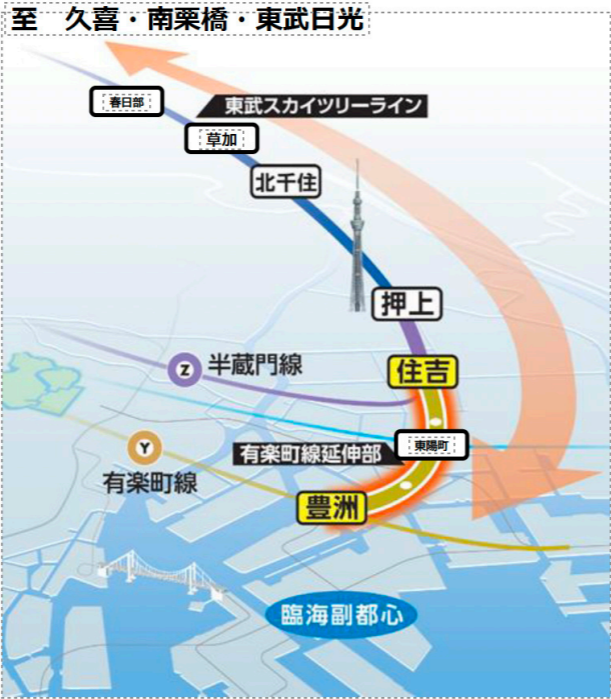 至　久喜・南栗橋・東武日光
春日部
東武スカイツリーライン
草加
北千住
押上
Z 半蔵門線
住吉
東陽町
有楽町線延伸部
Y
有楽町線
豊洲
臨海副都心